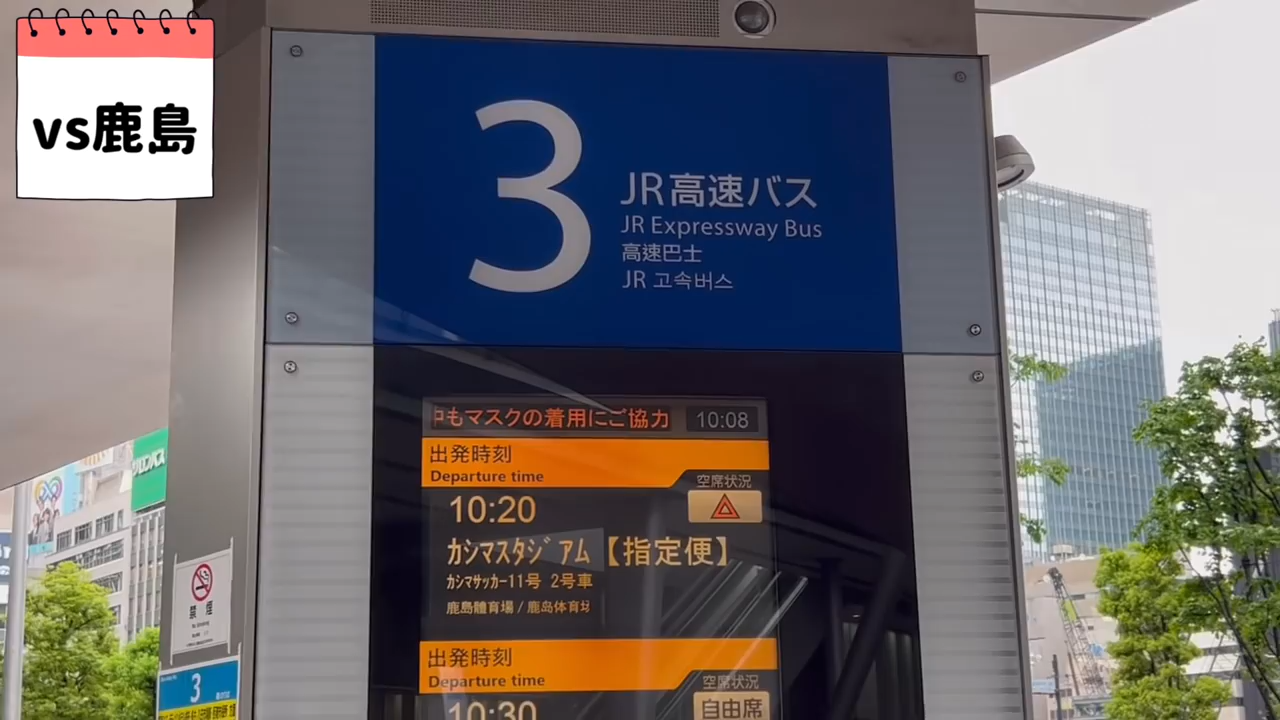 vs鹿島
3
JR高速バス
JR Expressway Bus
高速巴士
JR 고속버스
もマスクの着用にご協力 10:08
出発時刻
Departure time
空席状況
10:20
カシマスタジアム【指定便】
カシマサッカー11号 2号車
鹿島體育場 / 鹿岛体育场
出発時刻
Departure time
空席状況
10:30
自由席
禁煙
3